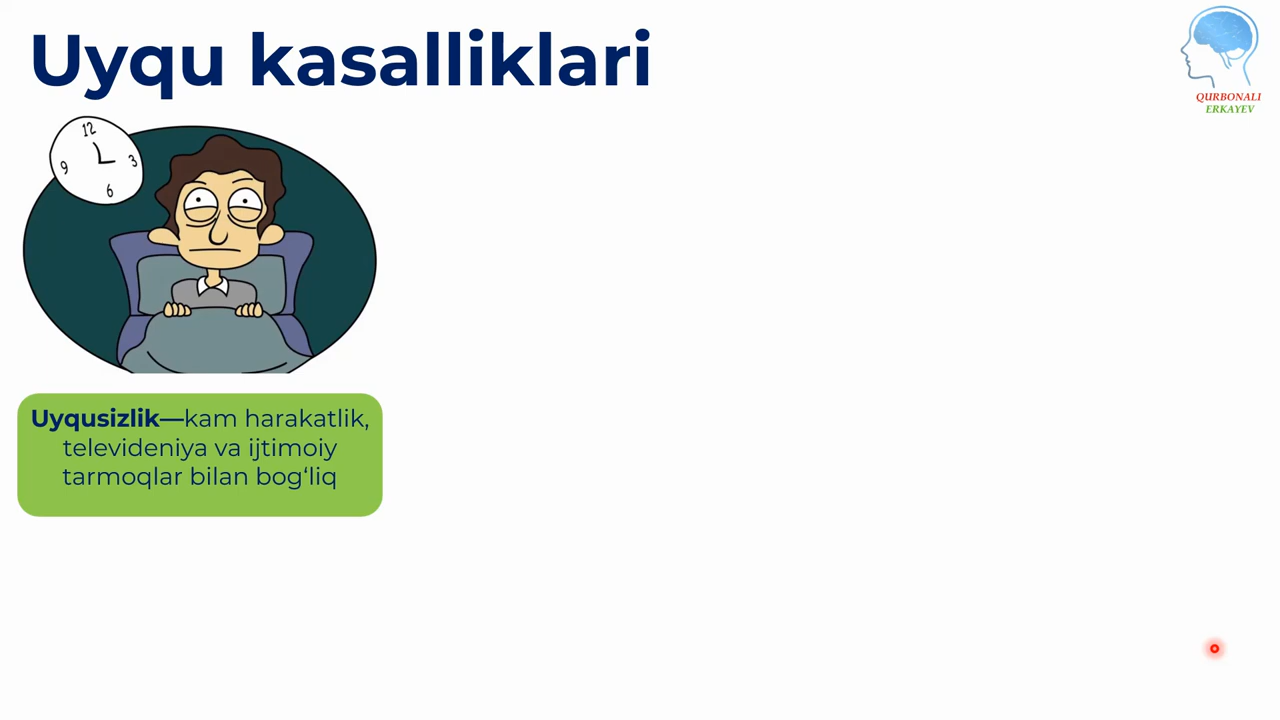 Uyqu kasalliklari
QURBONALI
ERKAYEV
12
9
3
6
Uyqusizlik—kam harakatlik,
televideniya va ijtimoiy
tarmoqlar bilan bog‘liq